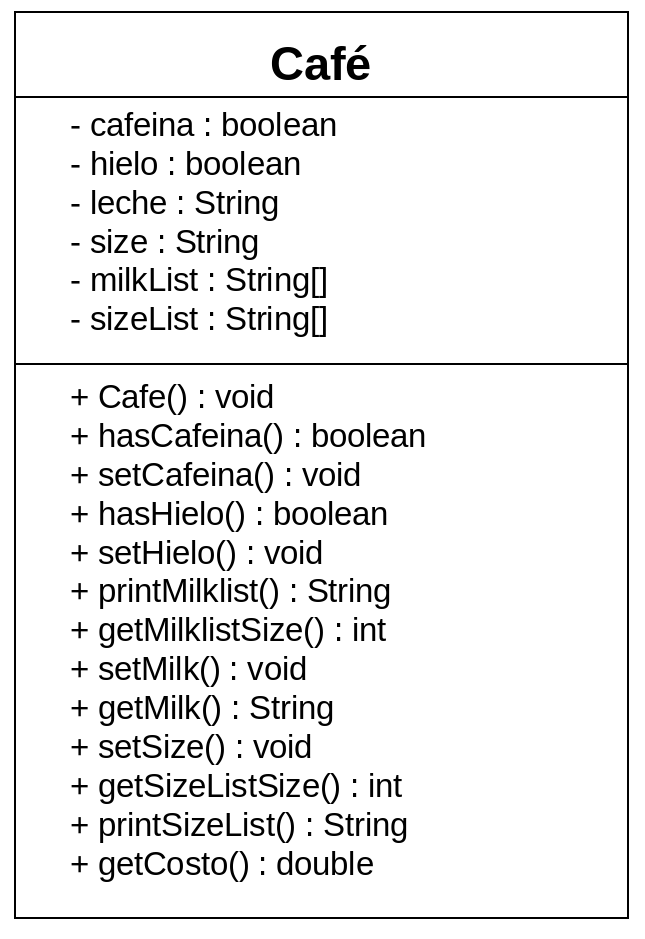 Café
- cafeina : boolean
- hielo : boolean
- leche : String
- size : String
- milkList : String[]
- sizeList : String[]
+ Cafe() : void
+ hasCafeina() : boolean
+ setCafeina() : void
+ hasHielo() : boolean
+ setHielo() : void
+ printMilklist() : String
+ getMilklistSize() : int
+ setMilk() : void
+ getMilk() : String
+ setSize() : void
+ getSizeListSize() : int
+ printSizeList() : String
+ getCosto() : double